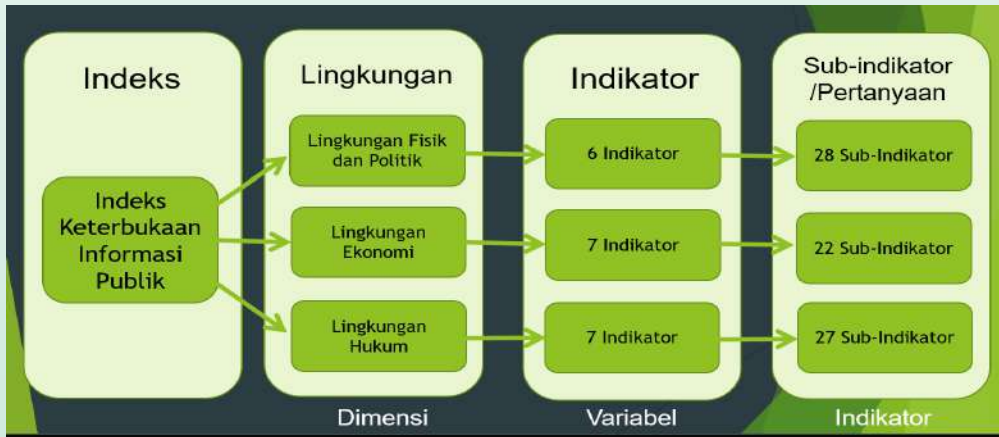 Indeks
Indeks
Keterbukaan
Informasi
Publik
Lingkungan
Lingkungan Fisik
dan Politik
Lingkungan
Ekonomi
Lingkungan
Hukum
Dimensi
Indikator
6 Indikator
7 Indikator
7 Indikator
Variabel
Sub-indikator
/Pertanyaan
28 Sub-Indikator
22 Sub-Indikator
27 Sub-Indikator
Indikator